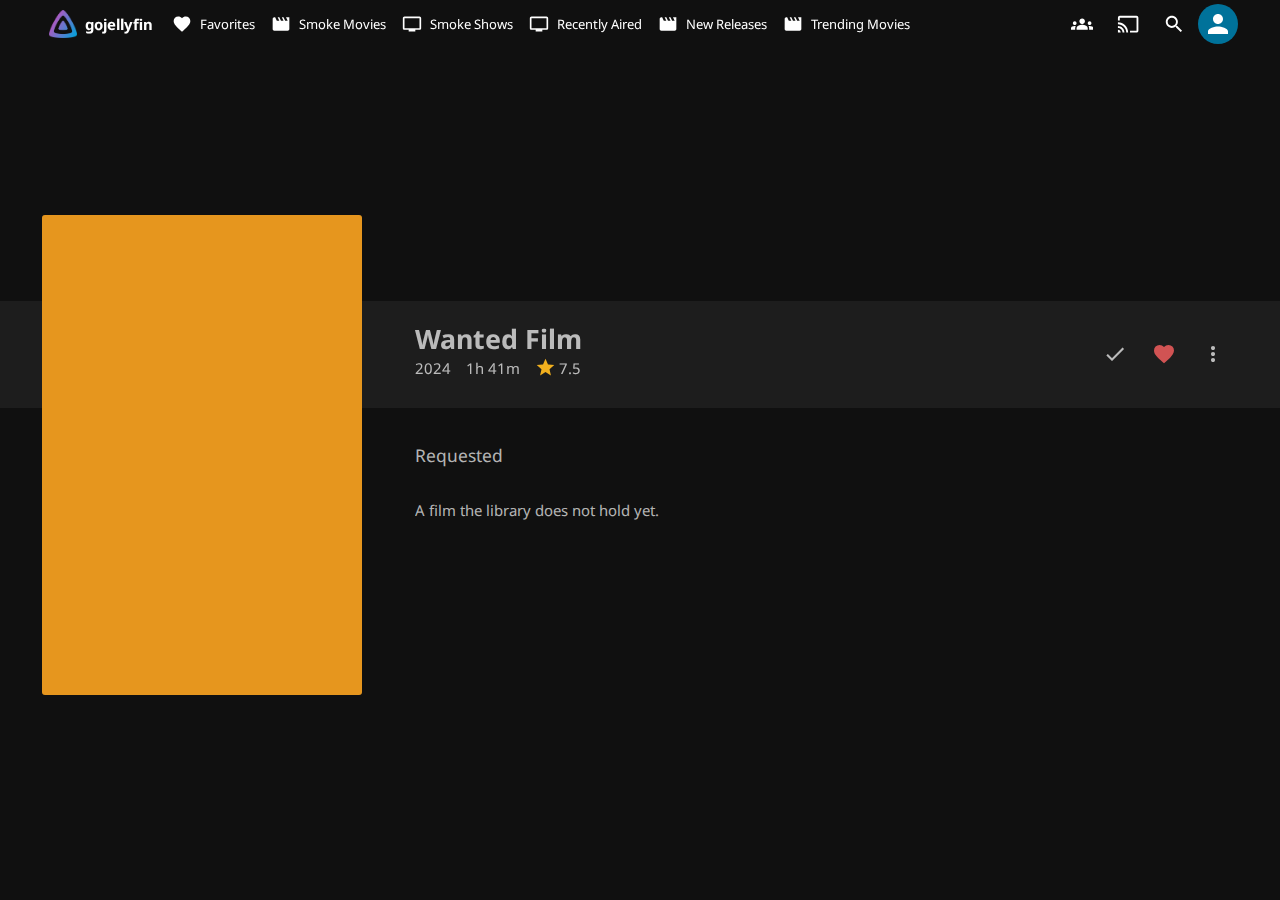 gojellyfin Favorites Smoke Movies Smoke Shows Recently Aired New Releases Trending Movies
Wanted Film
2024 1h 41m 7.5
Requested
A film the library does not hold yet.